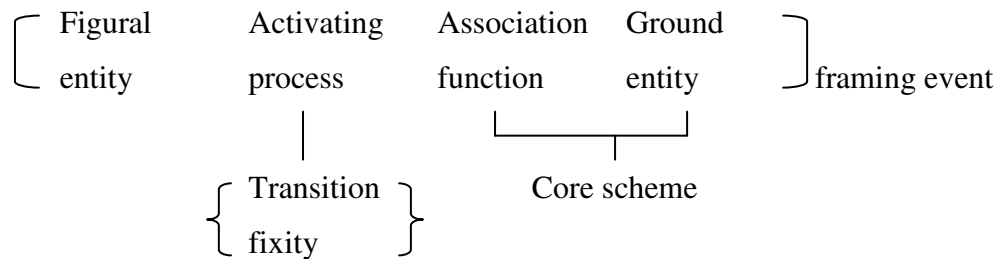 Figural Activating Association Ground
entity process function entity framing event
Transition Core scheme
fixity